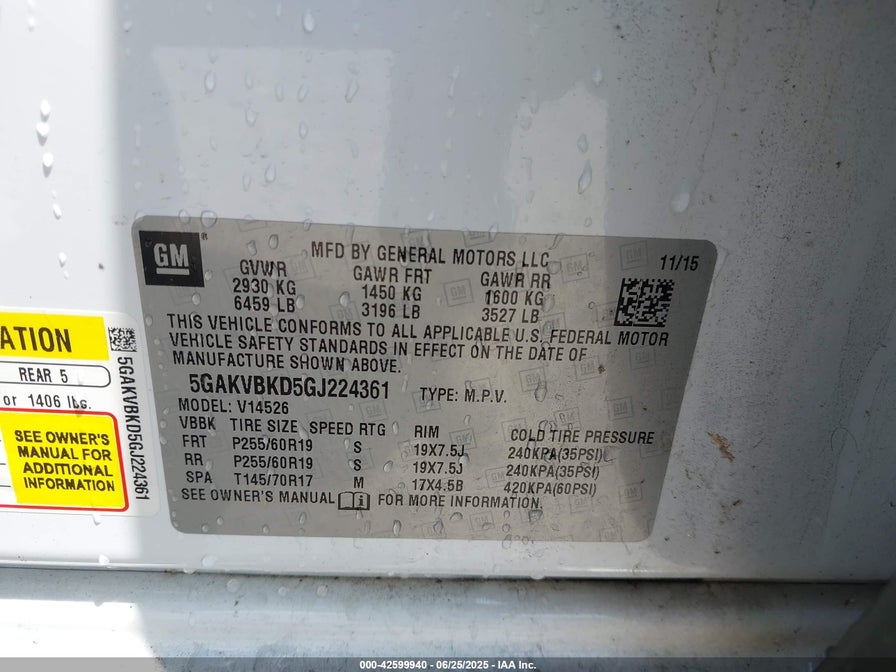 GM
MFD BY GENERAL MOTORS LLC
11/15
GVWR GAWR FRT GAWR RR
2930 KG 1450 KG 1600 KG
6459 LB 3196 LB 3527 LB
THIS VEHICLE CONFORMS TO ALL APPLICABLE U.S. FEDERAL MOTOR
VEHICLE SAFETY STANDARDS IN EFFECT ON THE DATE OF
MANUFACTURE SHOWN ABOVE.
5GAKVBKD5GJ224361 TYPE: M.P.V.
MODEL: V14526
VBBK TIRE SIZE SPEED RTG RIM COLD TIRE PRESSURE
FRT P255/60R19 S 19X7.5J 240KPA(35PSI)
RR P255/60R19 S 19X7.5J 240KPA(35PSI)
SPA T145/70R17 M 17X4.5B 420KPA(60PSI)
SEE OWNER'S MANUAL FOR MORE INFORMATION.
ATION
REAR 5
or 1406 lbs.
SEE OWNER'S
MANUAL FOR
ADDITIONAL
INFORMATION
5GAKVBKD5GJ224361
000-42599940 - 06/25/2025 - IAA Inc.